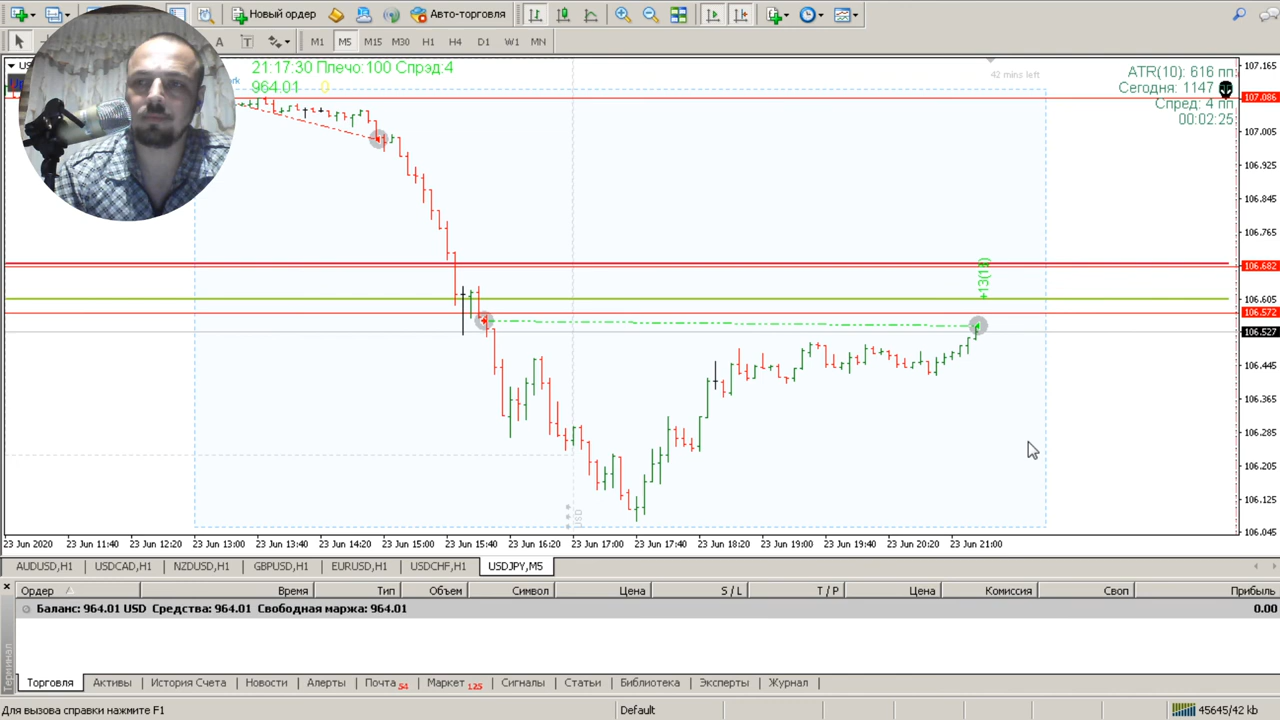 Новый ордер
Авто-торговля
A
T
M1 M5 M15 M30 H1 H4 D1 W1 MN
21:17:30 Плечо:100 Спрэд:4
964.01 0
42 mins left
ATR(10): 616 пп
Сегодня: 1147
Спред: 4 пп
00:02:25
107.165
107.086
107.005
106.925
106.845
106.765
106.682
106.605
106.572
106.527
106.445
106.365
106.285
106.205
106.125
106.045
+13(13)
USD
23 Jun 2020 23 Jun 11:40 23 Jun 12:20 23 Jun 13:00 23 Jun 13:40 23 Jun 14:20 23 Jun 15:00 23 Jun 15:40 23 Jun 16:20 23 Jun 17:00 23 Jun 17:40 23 Jun 18:20 23 Jun 19:00 23 Jun 19:40 23 Jun 20:20 23 Jun 21:00
AUDUSD,H1 USDCAD,H1 NZDUSD,H1 GBPUSD,H1 EURUSD,H1 USDCHF,H1 USDJPY,M5
Ордер Время Тип Объем Символ Цена S / L T / P Цена Комиссия Своп Прибыль
Баланс: 964.01 USD Средства: 964.01 Свободная маржа: 964.01 0.00
Терминал
Торговля Активы История Счета Новости Алерты Почта 54 Маркет 125 Сигналы Статьи Библиотека Эксперты Журнал
Для вызова справки нажмите F1 Default 45645/42 kb